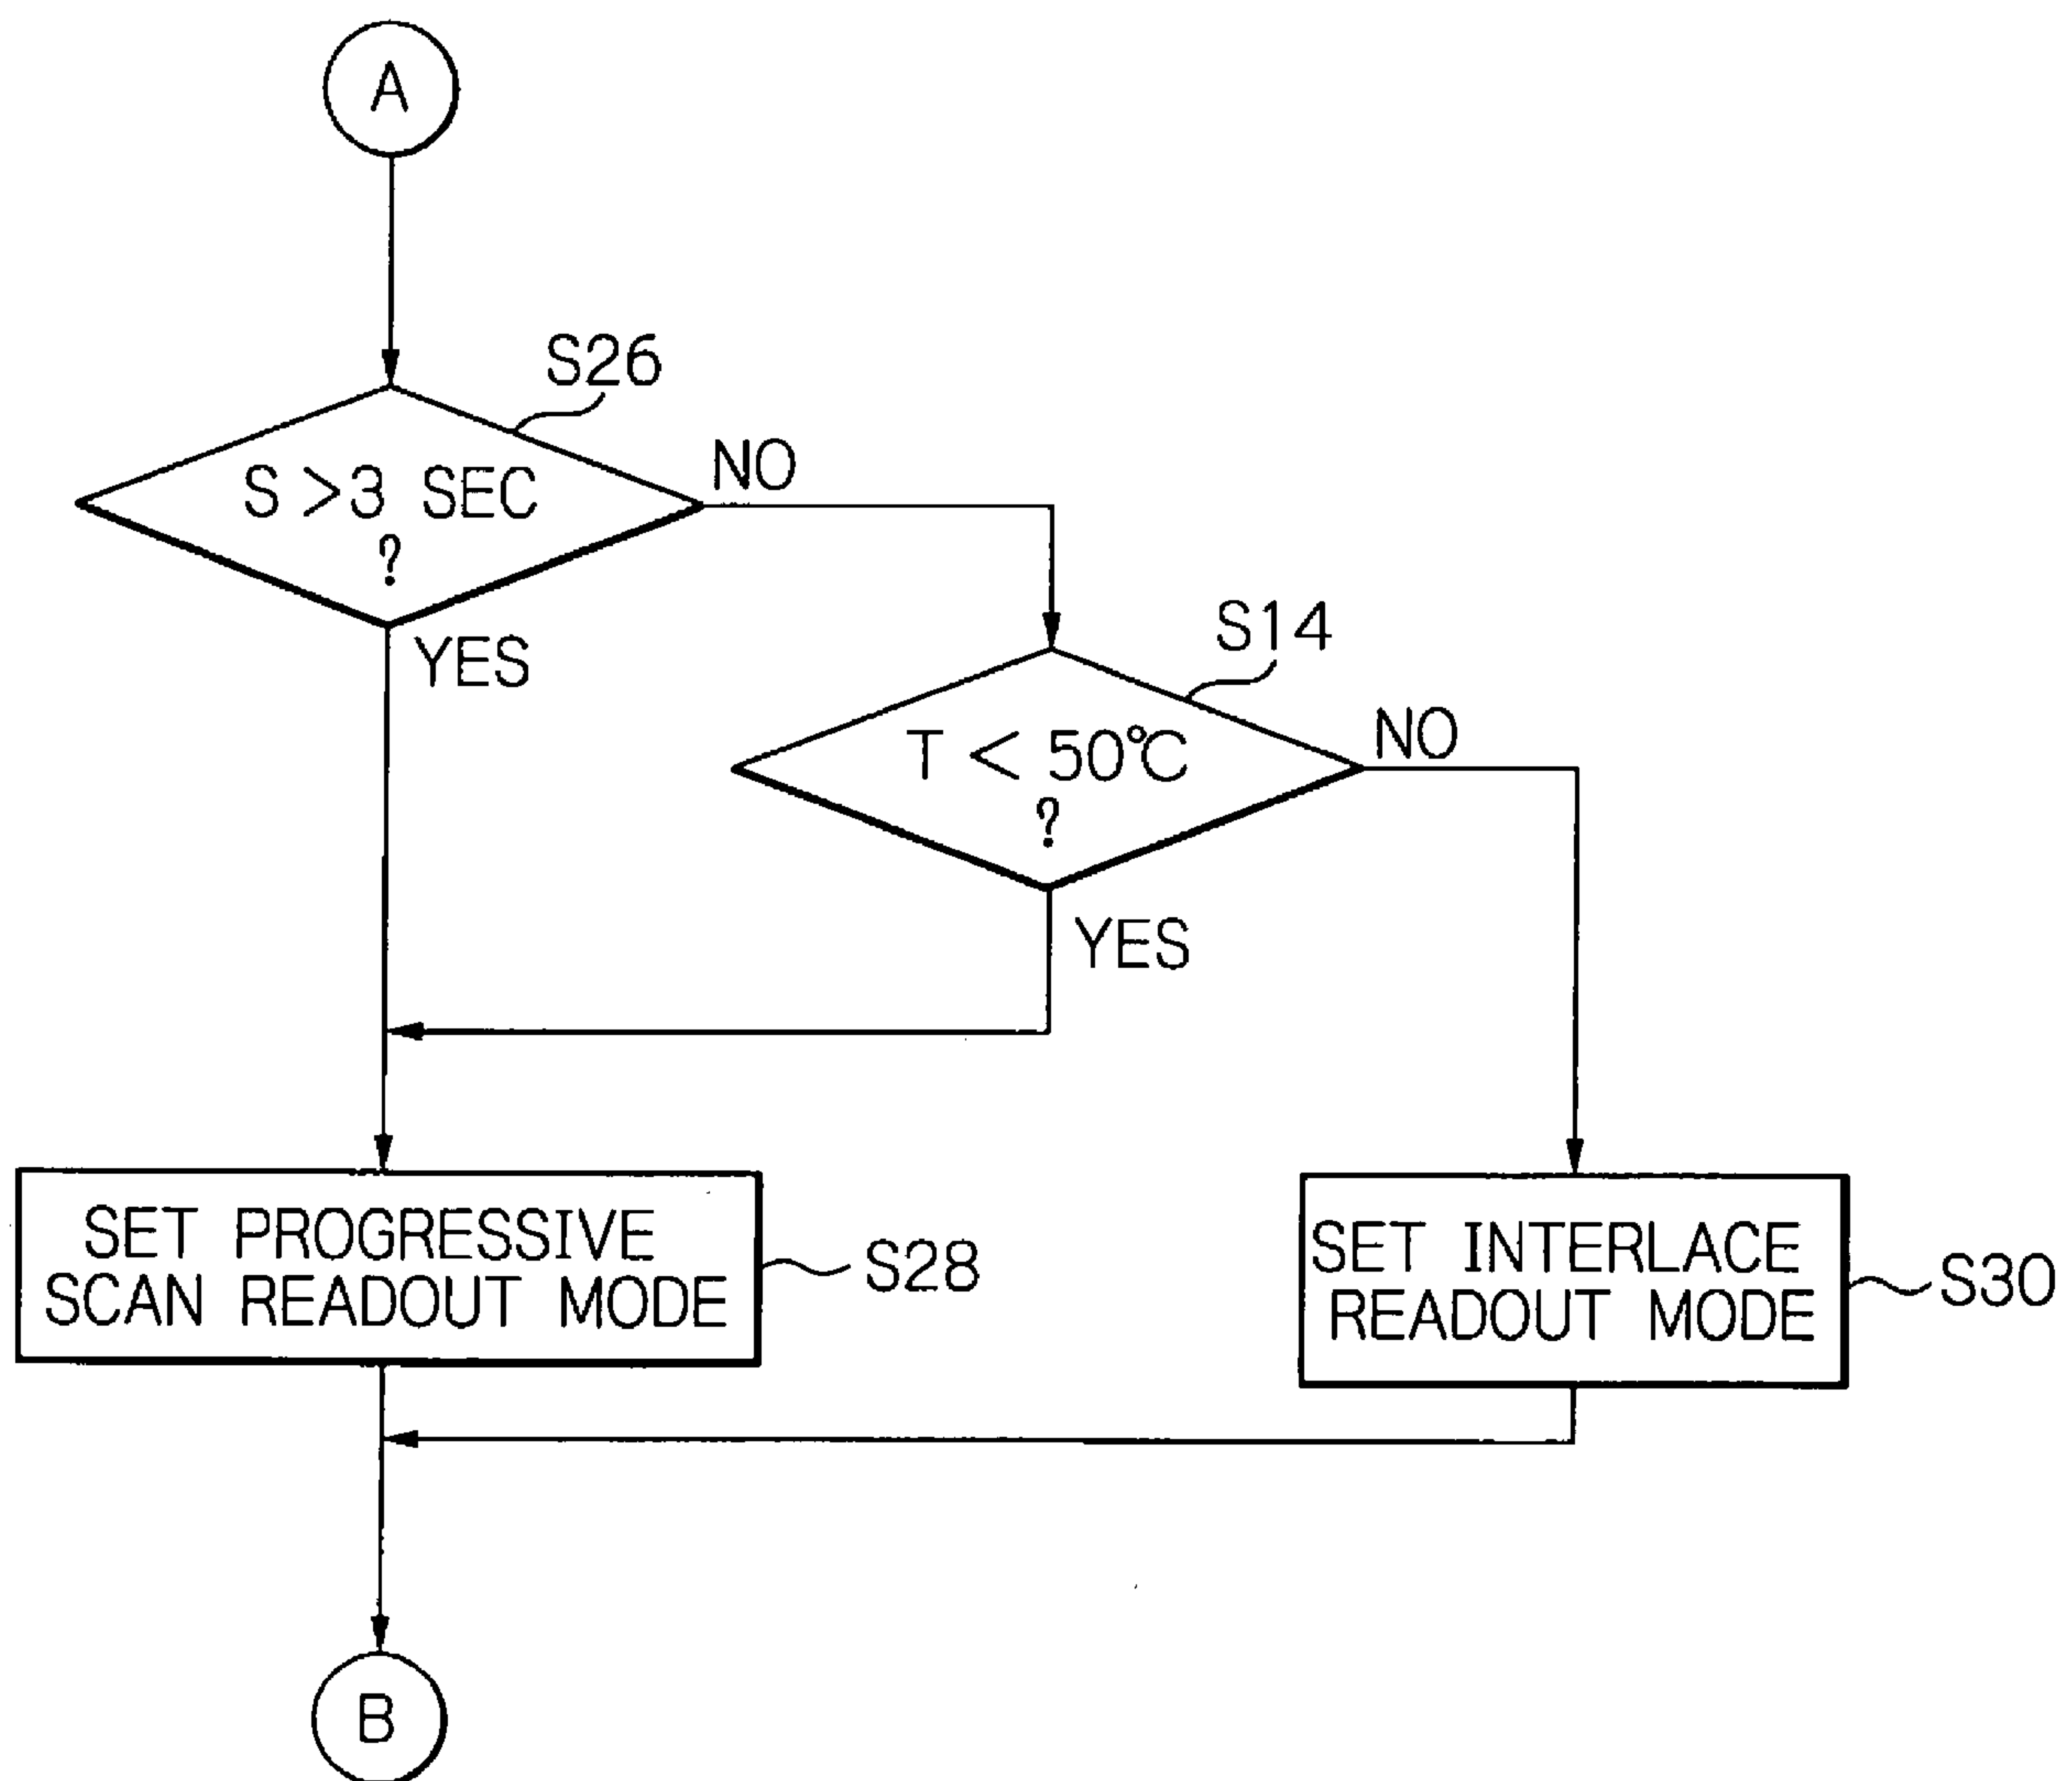 A
S26
S >3 SEC
?
NO
YES
S14
T < 50°C
?
NO
YES
SET PROGRESSIVE
SCAN READOUT MODE
S28
SET INTERLACE
READOUT MODE
S30
B